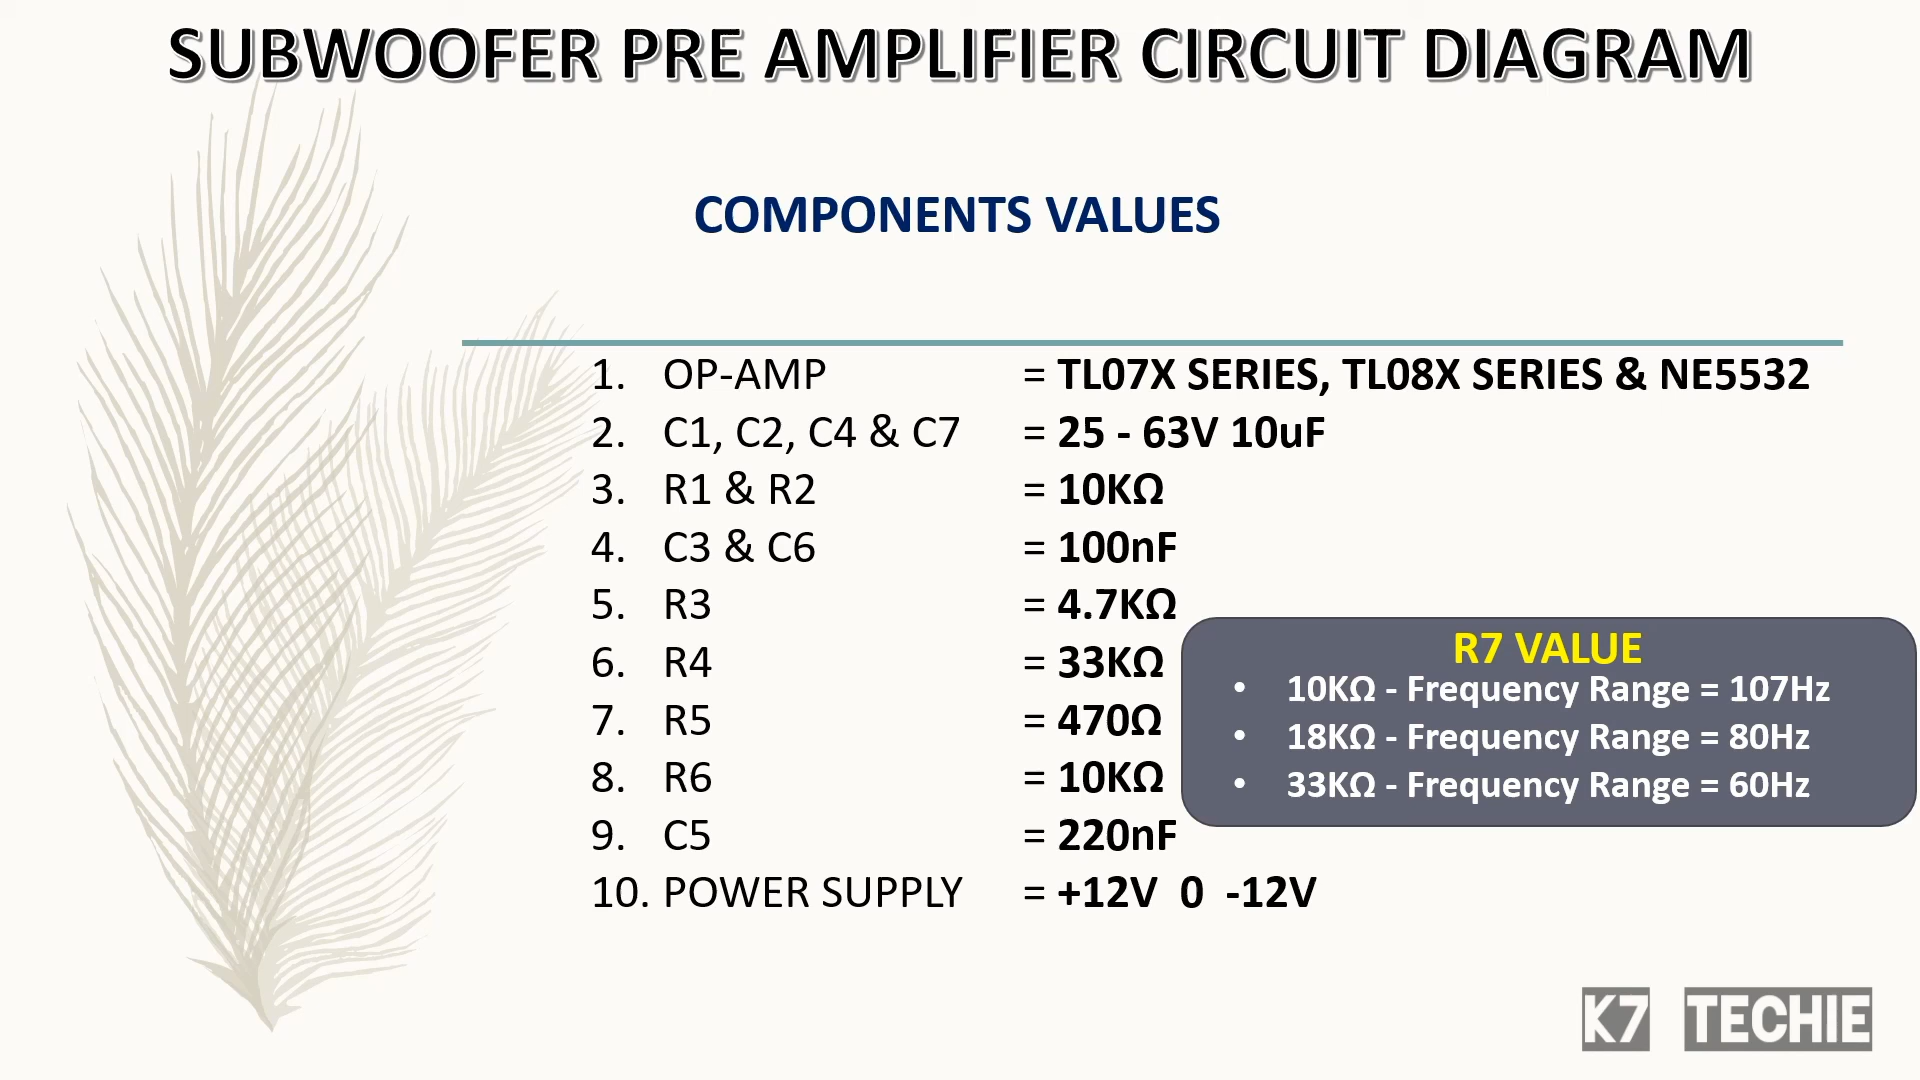 SUBWOOFER PRE AMPLIFIER CIRCUIT DIAGRAM
COMPONENTS VALUES
1. OP-AMP = TL07X SERIES, TL08X SERIES & NE5532
2. C1, C2, C4 & C7 = 25 - 63V 10uF
3. R1 & R2 = 10KΩ
4. C3 & C6 = 100nF
5. R3 = 4.7KΩ
6. R4 = 33KΩ
7. R5 = 470Ω
8. R6 = 10KΩ
9. C5 = 220nF
10. POWER SUPPLY = +12V 0 -12V
R7 VALUE
• 10KΩ - Frequency Range = 107Hz
• 18KΩ - Frequency Range = 80Hz
• 33KΩ - Frequency Range = 60Hz
K7 TECHIE